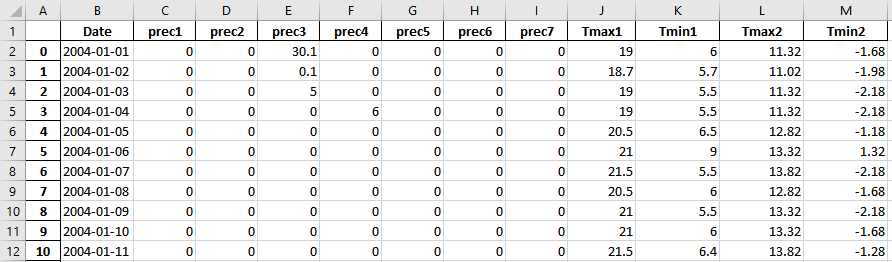 A B C D E F G H I J K L M
1 Date prec1 prec2 prec3 prec4 prec5 prec6 prec7 Tmax1 Tmin1 Tmax2 Tmin2
2 0 2004-01-01 0 0 30.1 0 0 0 0 19 6 11.32 -1.68
3 1 2004-01-02 0 0 0.1 0 0 0 0 18.7 5.7 11.02 -1.98
4 2 2004-01-03 0 0 5 0 0 0 0 19 5.5 11.32 -2.18
5 3 2004-01-04 0 0 0 6 0 0 0 19 5.5 11.32 -2.18
6 4 2004-01-05 0 0 0 0 0 0 0 20.5 6.5 12.82 -1.18
7 5 2004-01-06 0 0 0 0 0 0 0 21 9 13.32 1.32
8 6 2004-01-07 0 0 0 0 0 0 0 21.5 5.5 13.82 -2.18
9 7 2004-01-08 0 0 0 0 0 0 0 20.5 6 12.82 -1.68
10 8 2004-01-09 0 0 0 0 0 0 0 21 5.5 13.32 -2.18
11 9 2004-01-10 0 0 0 0 0 0 0 21 6 13.32 -1.68
12 10 2004-01-11 0 0 0 0 0 0 0 21.5 6.4 13.82 -1.28